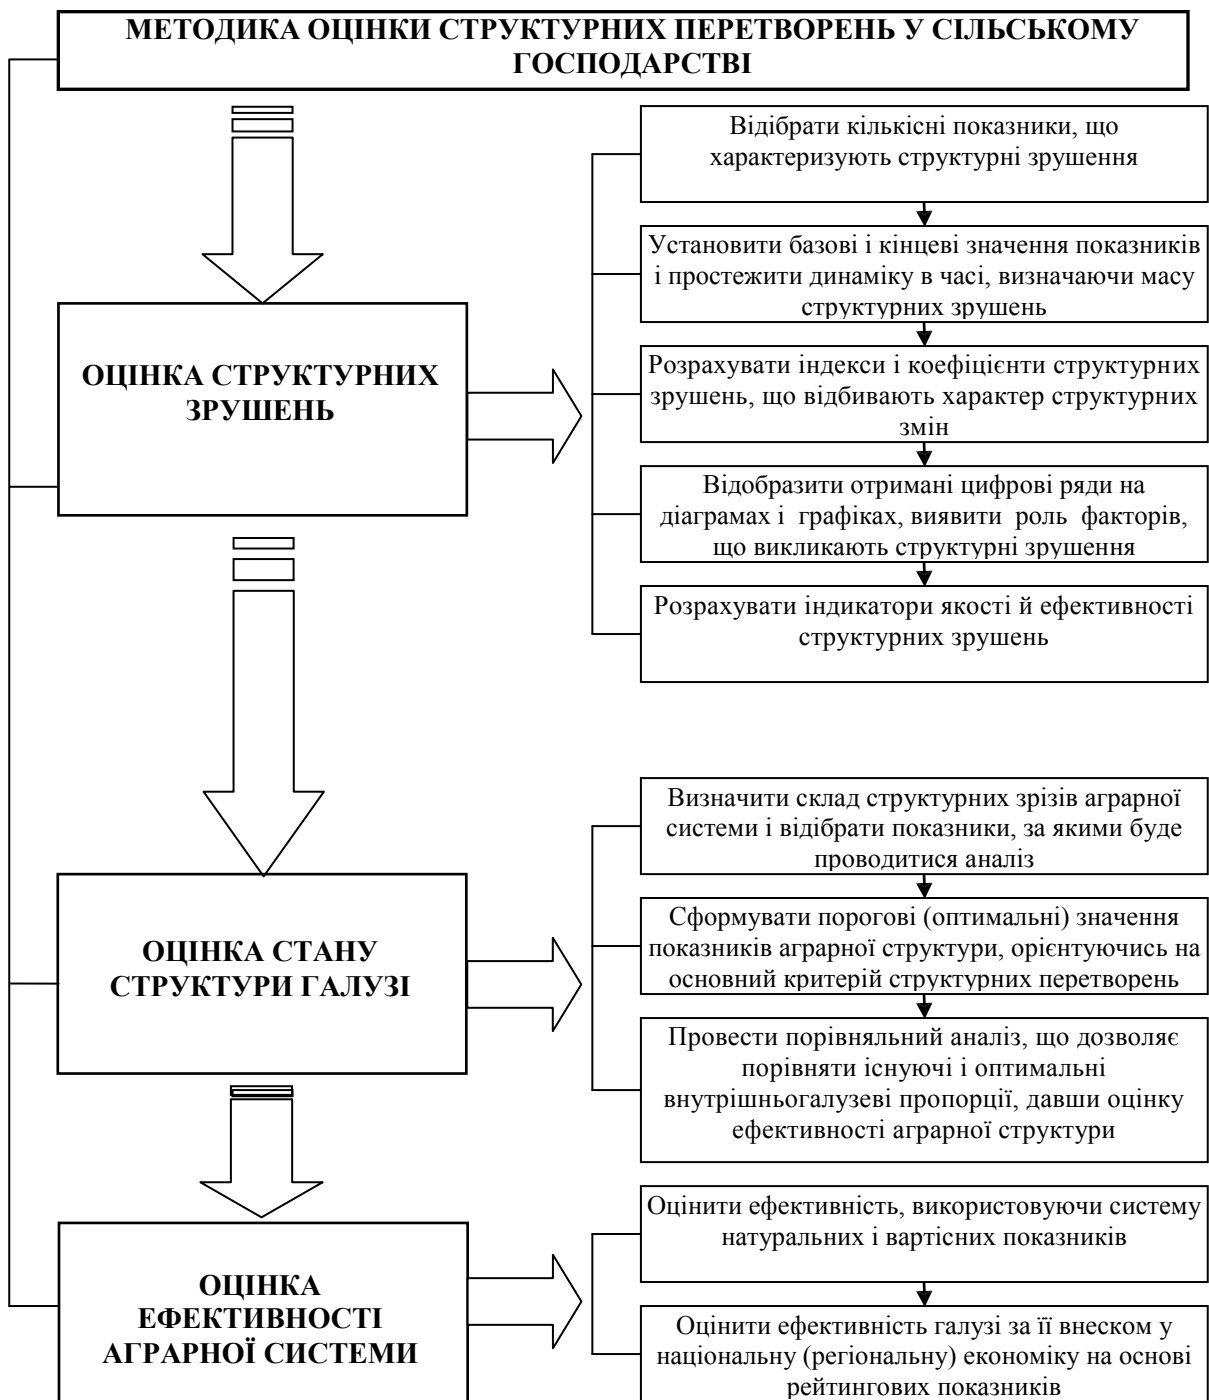 МЕТОДИКА ОЦІНКИ СТРУКТУРНИХ ПЕРЕТВОРЕНЬ У СІЛЬСЬКОМУ
ГОСПОДАРСТВІ
ОЦІНКА СТРУКТУРНИХ
ЗРУШЕНЬ
Відібрати кількісні показники, що
характеризують структурні зрушення
Установити базові і кінцеві значення показників
і простежити динаміку в часі, визначаючи масу
структурних зрушень
Розрахувати індекси і коефіцієнти структурних
зрушень, що відбивають характер структурних
змін
Відобразити отримані цифрові ряди на
діаграмах і графіках, виявити роль факторів,
що викликають структурні зрушення
Розрахувати індикатори якості й ефективності
структурних зрушень
ОЦІНКА СТАНУ
СТРУКТУРИ ГАЛУЗІ
Визначити склад структурних зрізів аграрної
системи і відібрати показники, за якими буде
проводитися аналіз
Сформувати порогові (оптимальні) значення
показників аграрної структури, орієнтуючись на
основний критерій структурних перетворень
Провести порівняльний аналіз, що дозволяє
порівняти існуючі і оптимальні
внутрішньогалузеві пропорції, давши оцінку
ефективності аграрної структури
ОЦІНКА
ЕФЕКТИВНОСТІ
АГРАРНОЇ СИСТЕМИ
Оцінити ефективність, використовуючи систему
натуральних і вартісних показників
Оцінити ефективність галузі за її внеском у
національну (регіональну) економіку на основі
рейтингових показників